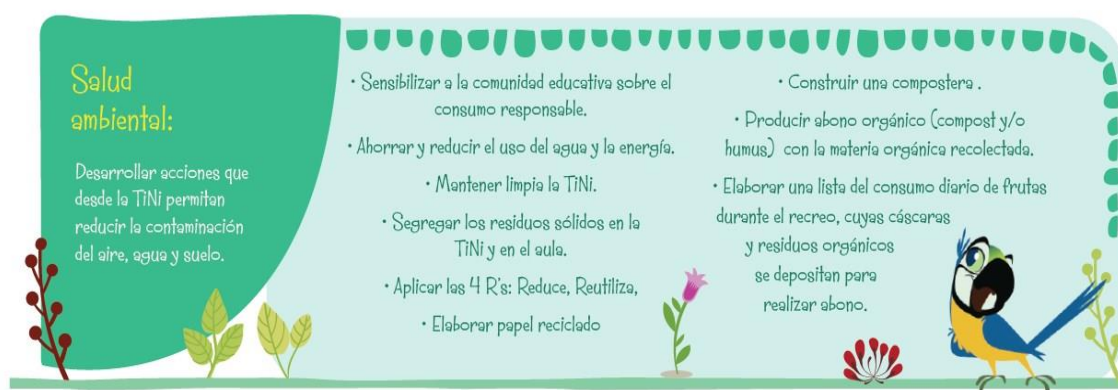 Salud
ambiental:
Desarrollar acciones que
desde la TiNi permitan
reducir la contaminación
del aire, agua y suelo.
• Sensibilizar a la comunidad educativa sobre el
consumo responsable.
• Ahorrar y reducir el uso del agua y la energía.
• Mantener limpia la TiNi.
• Segregar los residuos sólidos en la
TiNi y en el aula.
• Aplicar las 4 R's: Reduce, Reutiliza,
• Elaborar papel reciclado
• Construir una compostera .
• Producir abono orgánico (compost y/o
humus) con la materia orgánica recolectada.
• Elaborar una lista del consumo diario de frutas
durante el recreo, cuyas cáscaras
y residuos orgánicos
se depositan para
realizar abono.